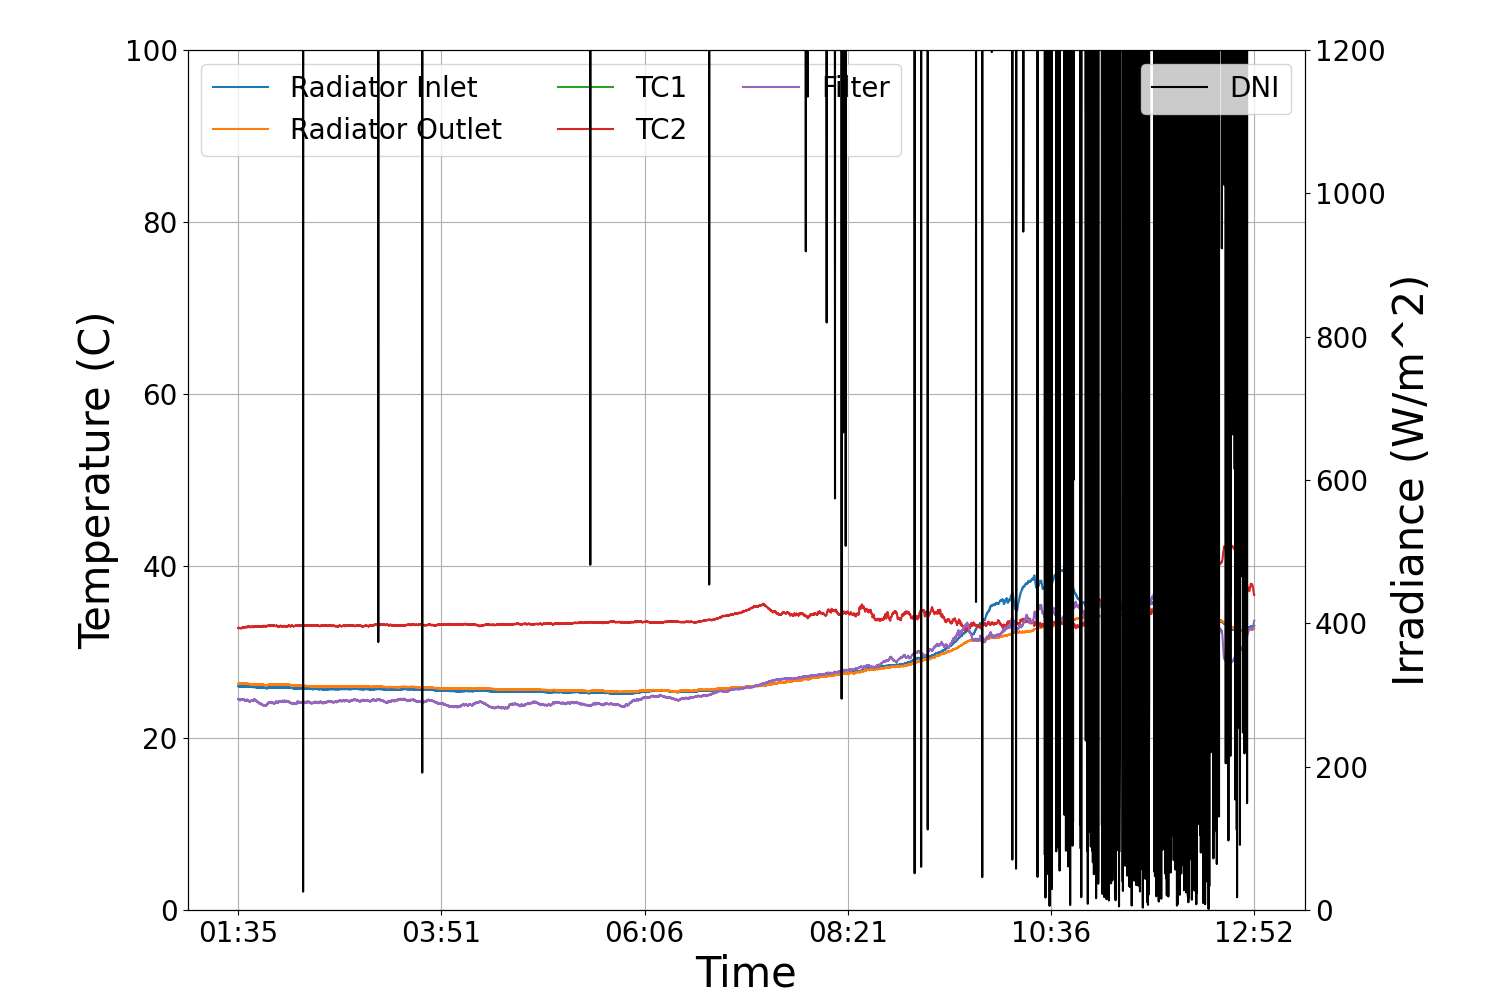 Radiator Inlet
Radiator Outlet
TC1
TC2
Filter
DNI
Temperature (C)
100
80
60
40
20
0
Irradiance (W/m^2)
1200
1000
800
600
400
200
0
01:35 03:51 06:06 08:21 10:36 12:52
Time